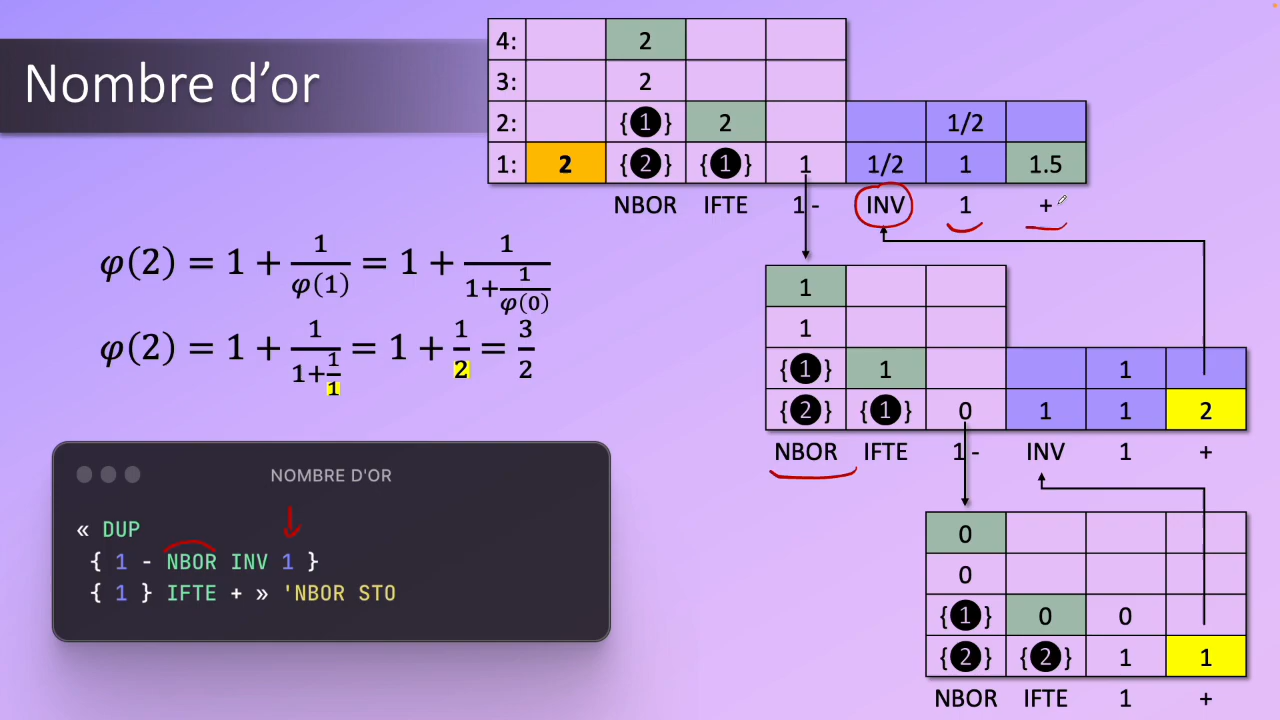 Nombre d’or
4: 2
3: 2
2: {❶} 2 1/2
1: 2 {❷} {❶} 1 1/2 1 1.5
NBOR IFTE 1 - INV 1 +
φ(2) = 1 + 1/φ(1) = 1 + 1/(1+1/φ(0))
φ(2) = 1 + 1/(1+1/1) = 1 + 1/2 = 3/2
1
1
{❶} 1 1
{❷} {❶} 0 1 1 2
NBOR IFTE 1 - INV 1 +
NOMBRE D'OR
« DUP
{ 1 - NBOR INV 1 }
{ 1 } IFTE + » 'NBOR STO
0
0
{❶} 0 0
{❷} {❷} 1 1
NBOR IFTE 1 +